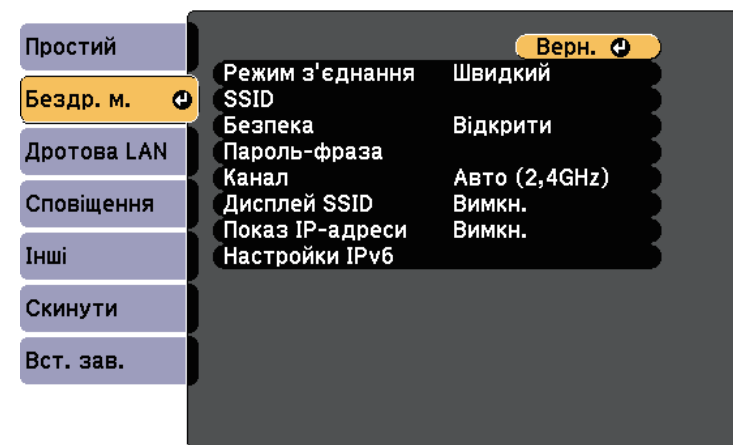 Простий
Бездр. м.
Дротова LAN
Сповіщення
Інші
Скинути
Вст. зав.
Верн.
Режим з'єднання Швидкий
SSID
Безпека Відкрити
Пароль-фраза
Канал Авто (2,4GHz)
Дисплей SSID Вимкн.
Показ IP-адреси Вимкн.
Настройки IPv6